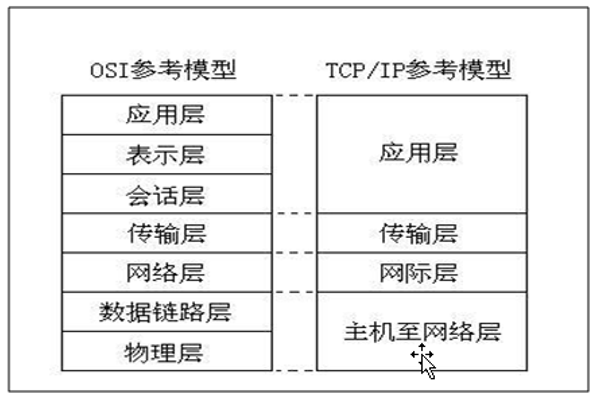 OSI参考模型
TCP/IP参考模型
应用层
表示层
会话层
传输层
网络层
数据链路层
物理层
应用层
传输层
网际层
主机至网络层